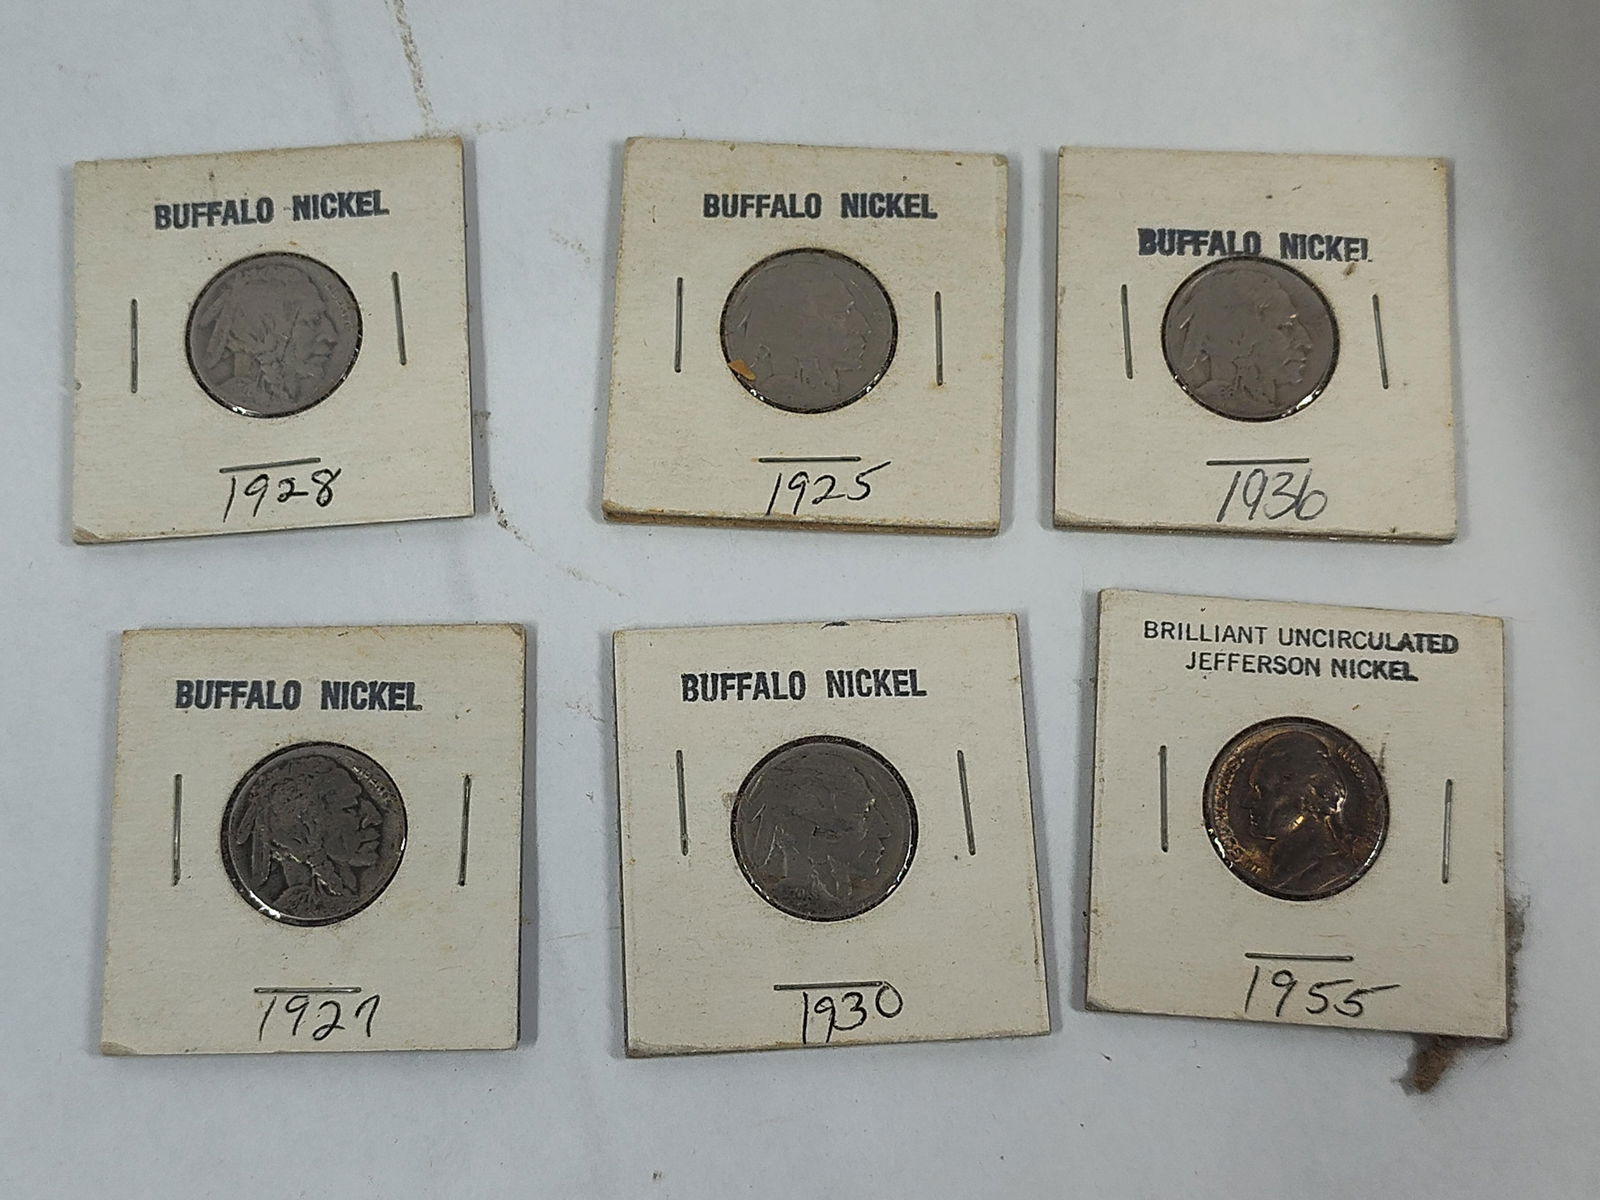 BUFFALO NICKEL
1928
BUFFALO NICKEL
1925
BUFFALO NICKEL
1936
BUFFALO NICKEL
1927
BUFFALO NICKEL
1930
BRILLIANT UNCIRCULATED
JEFFERSON NICKEL
1955